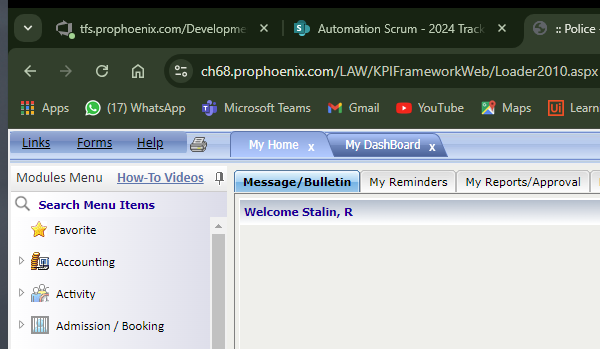 tfs.prophoenix.com/Developme
Automation Scrum - 2024 Track
:: Police -
ch68.prophoenix.com/LAW/KPIFrameworkWeb/Loader2010.aspx
Apps
(17) WhatsApp
Microsoft Teams
Gmail
YouTube
Maps
Ui
Learn
Links Forms Help
My Home x
My DashBoard x
Modules Menu How-To Videos
Message/Bulletin
My Reminders
My Reports/Approval
Search Menu Items
Welcome Stalin, R
Favorite
Accounting
Activity
Admission / Booking